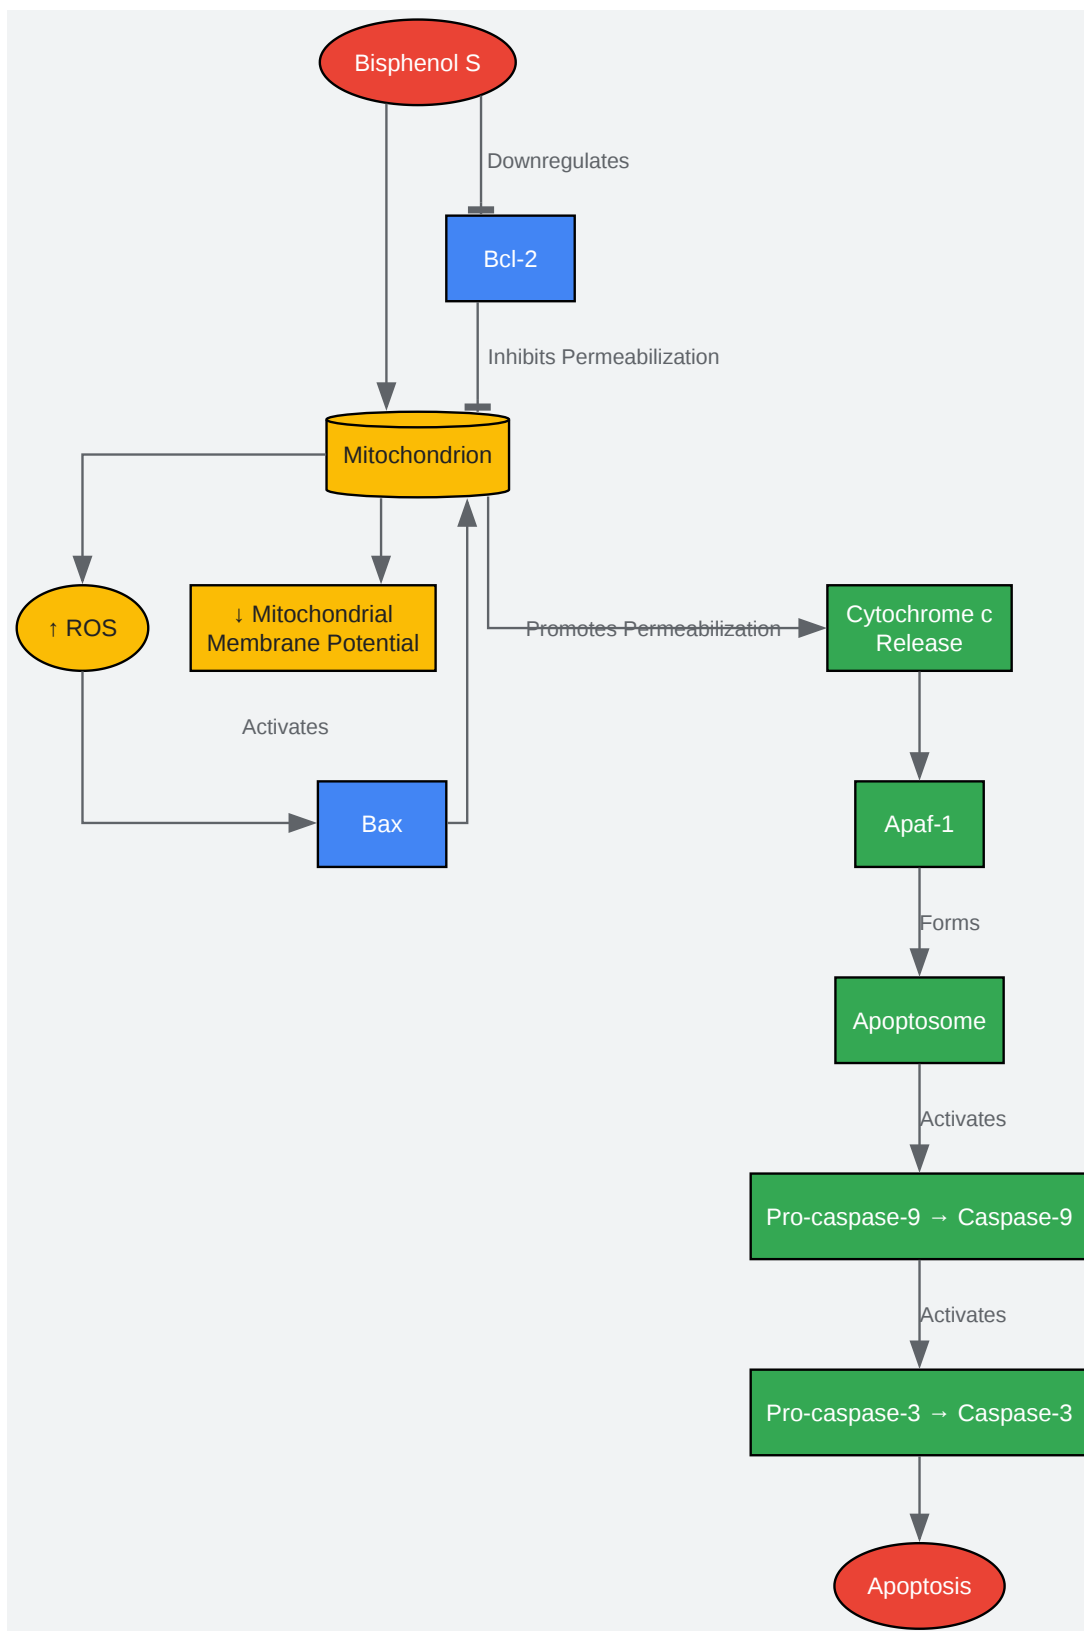 Bisphenol S
Downregulates
Bcl-2
Inhibits Permeabilization
Mitochondrion
↑ ROS
↓ Mitochondrial
Membrane Potential
Promotes Permeabilization
Cytochrome c
Release
Activates
Bax
Apaf-1
Forms
Apoptosome
Activates
Pro-caspase-9 → Caspase-9
Activates
Pro-caspase-3 → Caspase-3
Apoptosis